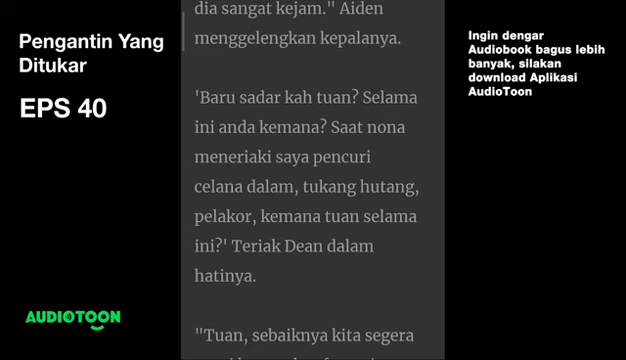 Pengantin Yang
Ditukar
EPS 40
dia sangat kejam." Aiden
menggelengkan kepalanya.
'Baru sadar kah tuan? Selama
ini anda kemana? Saat nona
meneriaki saya pencuri
celana dalam, tukang hutang,
pelakor, kemana tuan selama
ini?' Teriak Dean dalam
hatinya.
"Tuan, sebaiknya kita segera
Ingin dengar
Audiobook bagus lebih
banyak, silakan
download Aplikasi
AudioToon
AUDIOTOON